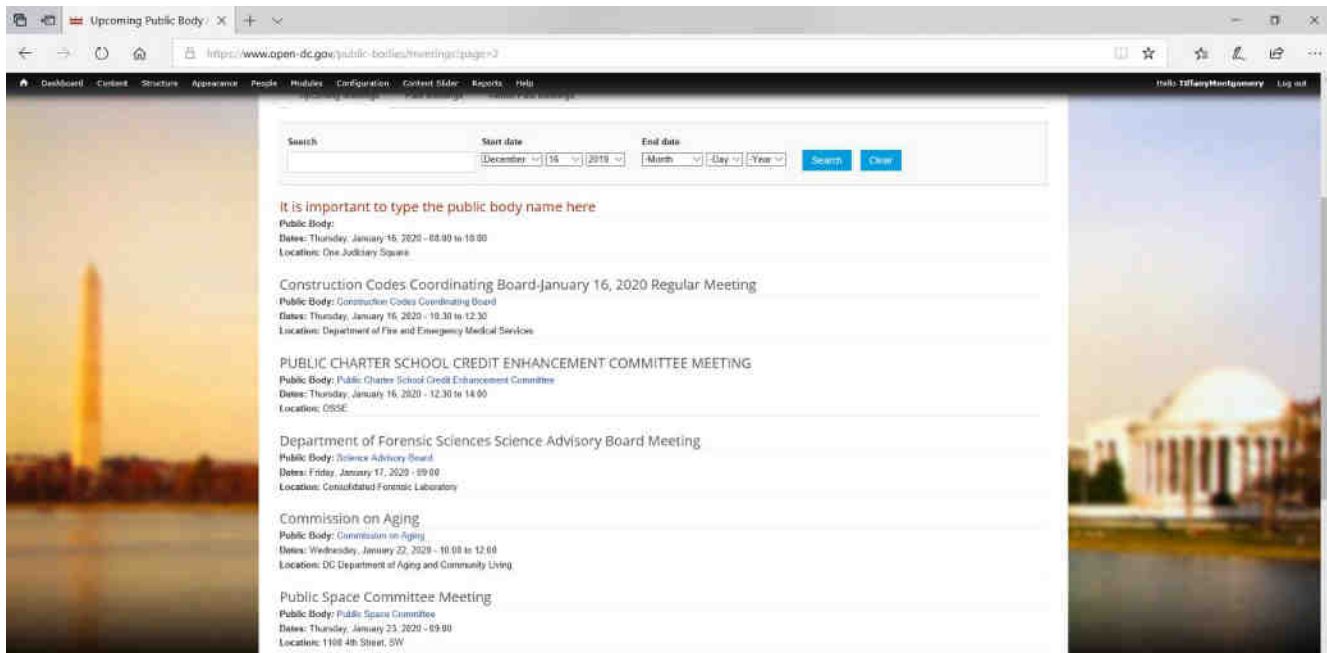 Upcoming Public Body
https://www.open-dc.gov/public-bodies/meetings?page=2
Dashboard Content Structure Appearance People Modules Configuration Content Slider Reports Help Hello TiffanyMontgomery Log out
Search Start date End date
December 16 2019 -Month -Day -Year Search Clear
It is important to type the public body name here
Public Body:
Dates: Thursday, January 16, 2020 - 08:00 to 10:00
Location: One Judiciary Square
Construction Codes Coordinating Board-January 16, 2020 Regular Meeting
Public Body: Construction Codes Coordinating Board
Dates: Thursday, January 16, 2020 - 10:30 to 12:30
Location: Department of Fire and Emergency Medical Services
PUBLIC CHARTER SCHOOL CREDIT ENHANCEMENT COMMITTEE MEETING
Public Body: Public Charter School Credit Enhancement Committee
Dates: Thursday, January 16, 2020 - 12:30 to 14:00
Location: OSSE
Department of Forensic Sciences Science Advisory Board Meeting
Public Body: Science Advisory Board
Dates: Friday, January 17, 2020 - 09:00
Location: Consolidated Forensic Laboratory
Commission on Aging
Public Body: Commission on Aging
Dates: Wednesday, January 22, 2020 - 10:00 to 12:00
Location: DC Department of Aging and Community Living
Public Space Committee Meeting
Public Body: Public Space Committee
Dates: Thursday, January 23, 2020 - 09:00
Location: 1100 4th Street, SW